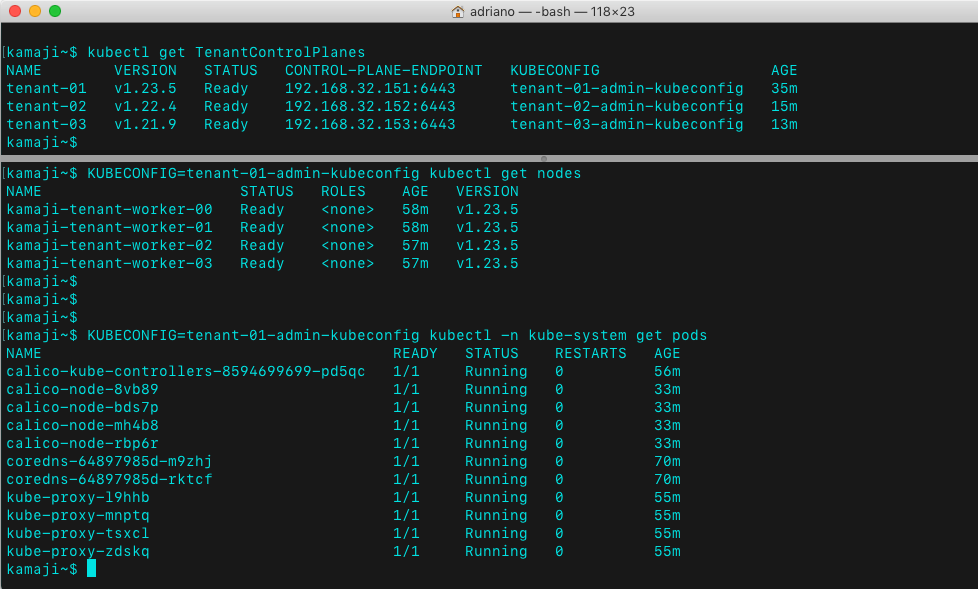 adriano — -bash — 118×23
[kamaji~$ kubectl get TenantControlPlanes
NAME VERSION STATUS CONTROL-PLANE-ENDPOINT KUBECONFIG AGE
tenant-01 v1.23.5 Ready 192.168.32.151:6443 tenant-01-admin-kubeconfig 35m
tenant-02 v1.22.4 Ready 192.168.32.152:6443 tenant-02-admin-kubeconfig 15m
tenant-03 v1.21.9 Ready 192.168.32.153:6443 tenant-03-admin-kubeconfig 13m
kamaji~$
[kamaji~$ KUBECONFIG=tenant-01-admin-kubeconfig kubectl get nodes
NAME STATUS ROLES AGE VERSION
kamaji-tenant-worker-00 Ready <none> 58m v1.23.5
kamaji-tenant-worker-01 Ready <none> 58m v1.23.5
kamaji-tenant-worker-02 Ready <none> 57m v1.23.5
kamaji-tenant-worker-03 Ready <none> 57m v1.23.5
[kamaji~$
[kamaji~$
[kamaji~$
[kamaji~$ KUBECONFIG=tenant-01-admin-kubeconfig kubectl -n kube-system get pods
NAME READY STATUS RESTARTS AGE
calico-kube-controllers-8594699699-pd5qc 1/1 Running 0 56m
calico-node-8vb89 1/1 Running 0 33m
calico-node-bds7p 1/1 Running 0 33m
calico-node-mh4b8 1/1 Running 0 33m
calico-node-rbp6r 1/1 Running 0 33m
coredns-64897985d-m9zhj 1/1 Running 0 70m
coredns-64897985d-rktcf 1/1 Running 0 70m
kube-proxy-l9hhb 1/1 Running 0 55m
kube-proxy-mnptq 1/1 Running 0 55m
kube-proxy-tsxcl 1/1 Running 0 55m
kube-proxy-zdskq 1/1 Running 0 55m
kamaji~$